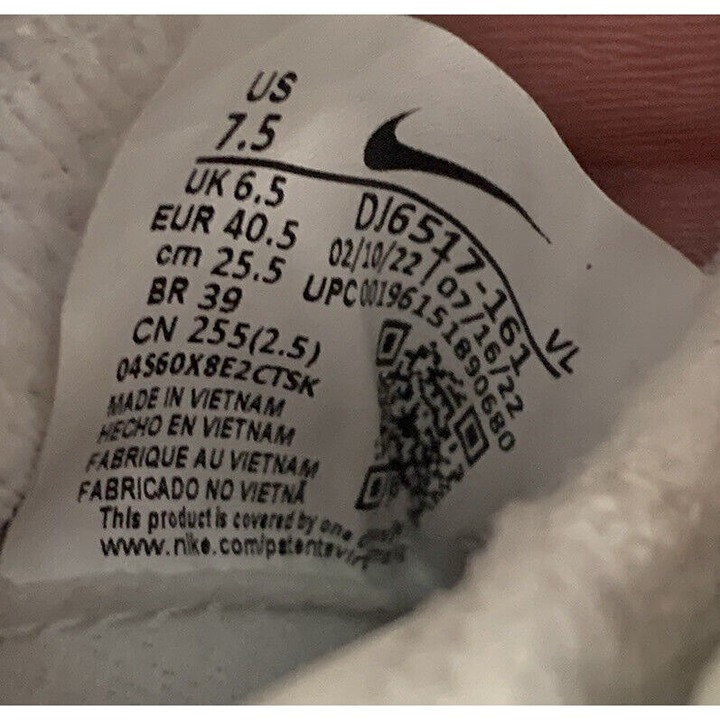 US
7.5
UK 6.5
EUR 40.5
cm 25.5
BR 39
CN 255(2.5)
04S60X8E2CTSK
MADE IN VIETNAM
HECHO EN VIETNAM
FABRIQUE AU VIETNAM
FABRICADO NO VIETNÃ
This product is covered by one
www.nike.com/patents
DJ6517-161 VL
02/10/22 / 07/16/22
UPC00196151890680